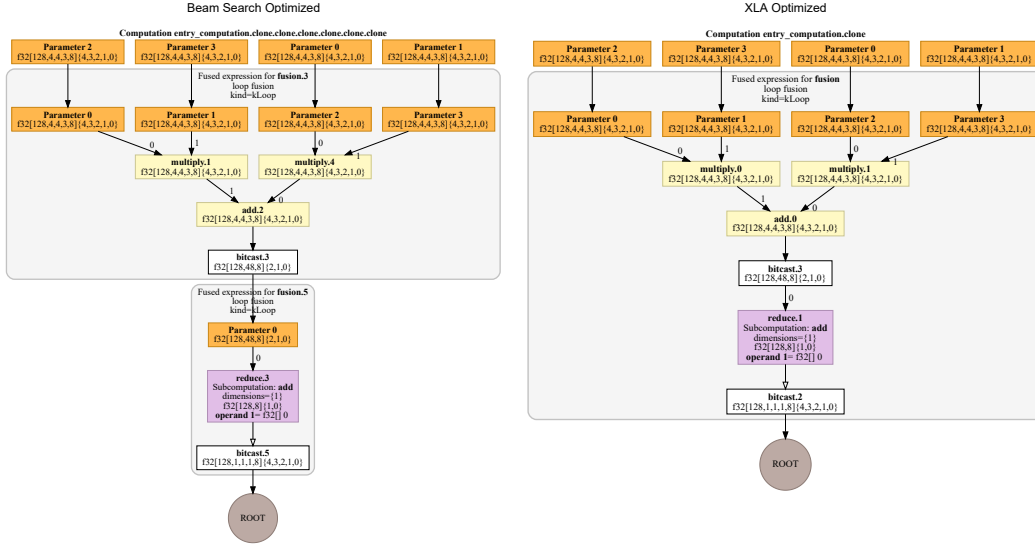 Beam Search Optimized
Computation entry_computation.clone.clone.clone.clone.clone.clone
Parameter 2
f32[128,4,4,3,8]{4,3,2,1,0}
Parameter 3
f32[128,4,4,3,8]{4,3,2,1,0}
Parameter 0
f32[128,4,4,3,8]{4,3,2,1,0}
Parameter 1
f32[128,4,4,3,8]{4,3,2,1,0}
Fused expression for fusion.3
loop fusion
kind=kLoop
Parameter 0
f32[128,4,4,3,8]{4,3,2,1,0}
Parameter 1
f32[128,4,4,3,8]{4,3,2,1,0}
Parameter 2
f32[128,4,4,3,8]{4,3,2,1,0}
Parameter 3
f32[128,4,4,3,8]{4,3,2,1,0}
0
1
0
1
multiply.1
f32[128,4,4,3,8]{4,3,2,1,0}
multiply.4
f32[128,4,4,3,8]{4,3,2,1,0}
1
0
add.2
f32[128,4,4,3,8]{4,3,2,1,0}
bitcast.3
f32[128,48,8]{2,1,0}
Fused expression for fusion.5
loop fusion
kind=kLoop
Parameter 0
f32[128,48,8]{2,1,0}
0
reduce.3
Subcomputation: add
dimensions={1}
f32[128,8]{1,0}
operand 1= f32[] 0
bitcast.5
f32[128,1,1,1,8]{4,3,2,1,0}
ROOT
XLA Optimized
Computation entry_computation.clone
Parameter 2
f32[128,4,4,3,8]{4,3,2,1,0}
Parameter 3
f32[128,4,4,3,8]{4,3,2,1,0}
Parameter 0
f32[128,4,4,3,8]{4,3,2,1,0}
Parameter 1
f32[128,4,4,3,8]{4,3,2,1,0}
Fused expression for fusion
loop fusion
kind=kLoop
Parameter 0
f32[128,4,4,3,8]{4,3,2,1,0}
Parameter 1
f32[128,4,4,3,8]{4,3,2,1,0}
Parameter 2
f32[128,4,4,3,8]{4,3,2,1,0}
Parameter 3
f32[128,4,4,3,8]{4,3,2,1,0}
0
1
0
1
multiply.0
f32[128,4,4,3,8]{4,3,2,1,0}
multiply.1
f32[128,4,4,3,8]{4,3,2,1,0}
1
0
add.0
f32[128,4,4,3,8]{4,3,2,1,0}
bitcast.3
f32[128,48,8]{2,1,0}
0
reduce.1
Subcomputation: add
dimensions={1}
f32[128,8]{1,0}
operand 1= f32[] 0
bitcast.2
f32[128,1,1,1,8]{4,3,2,1,0}
ROOT